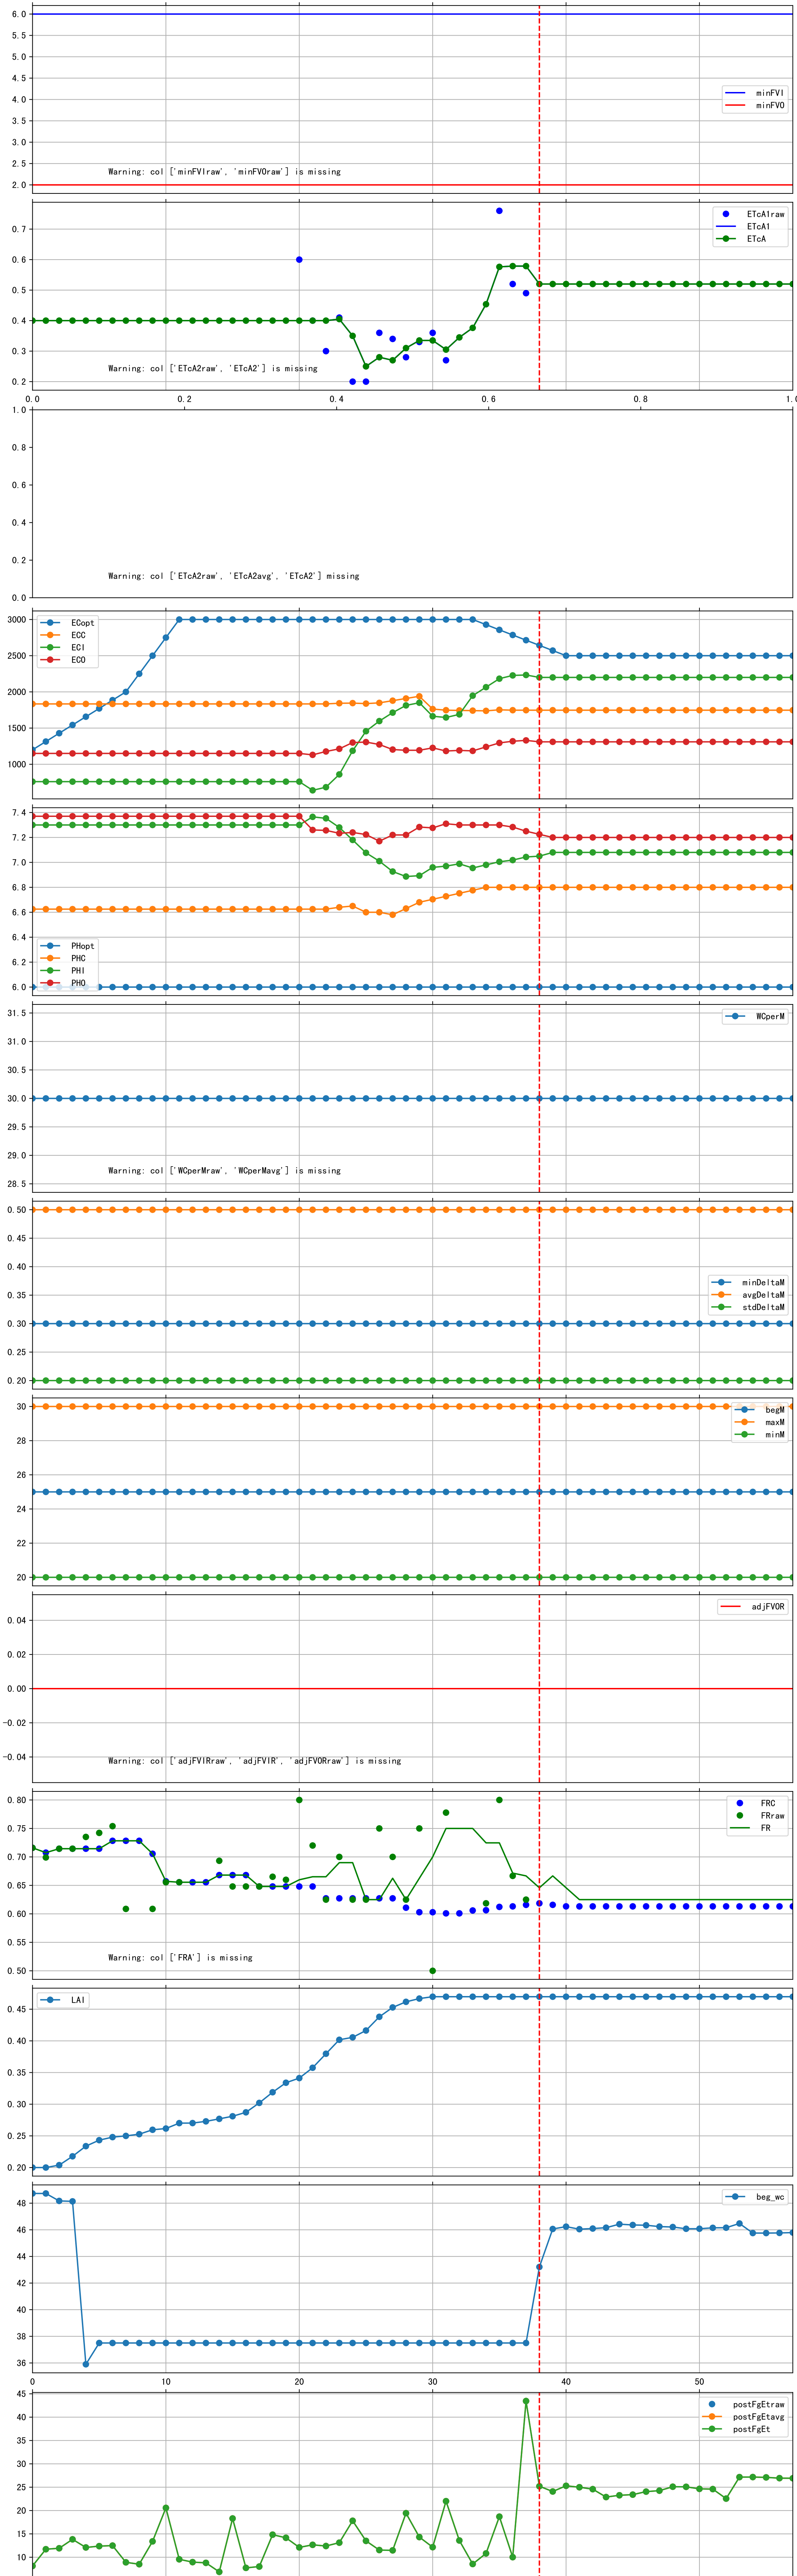 6.0
5.5
5.0
4.5
4.0
3.5
3.0
2.5
2.0
minFVI
minFVO
Warning: col ['minFVIraw', 'minFVOraw'] is missing
0.7
0.6
0.5
0.4
0.3
0.2
ETcA1raw
ETcA1
ETcA
Warning: col ['ETcA2raw', 'ETcA2'] is missing
0.0 0.2 0.4 0.6 0.8 1.0
1.0
0.8
0.6
0.4
0.2
0.0
Warning: col ['ETcA2raw', 'ETcA2avg', 'ETcA2'] missing
3000
2500
2000
1500
1000
ECopt
ECC
ECI
ECO
7.4
7.2
7.0
6.8
6.6
6.4
6.2
6.0
PHopt
PHC
PHI
PHO
31.5
31.0
30.5
30.0
29.5
29.0
28.5
WCperM
Warning: col ['WCperMraw', 'WCperMavg'] is missing
0.50
0.45
0.40
0.35
0.30
0.25
0.20
minDeltaM
avgDeltaM
stdDeltaM
30
28
26
24
22
20
begM
maxM
minM
0.04
0.02
0.00
−0.02
−0.04
adjFVOR
Warning: col ['adjFVIRraw', 'adjFVIR', 'adjFVORraw'] is missing
0.80
0.75
0.70
0.65
0.60
0.55
0.50
FRC
FRraw
FR
Warning: col ['FRA'] is missing
0.45
0.40
0.35
0.30
0.25
0.20
LAI
48
46
44
42
40
38
36
beg_wc
0 10 20 30 40 50
45
40
35
30
25
20
15
10
postFgEtraw
postFgEtavg
postFgEt